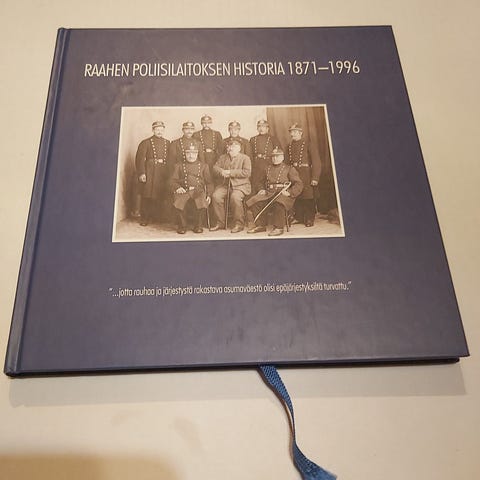 RAAHEN POLIISILAITOKSEN HISTORIA 1871–1996
"...jotta rauhaa ja järjestystä rakastava asumaväestö olisi epäjärjestyksiltä turvattu."